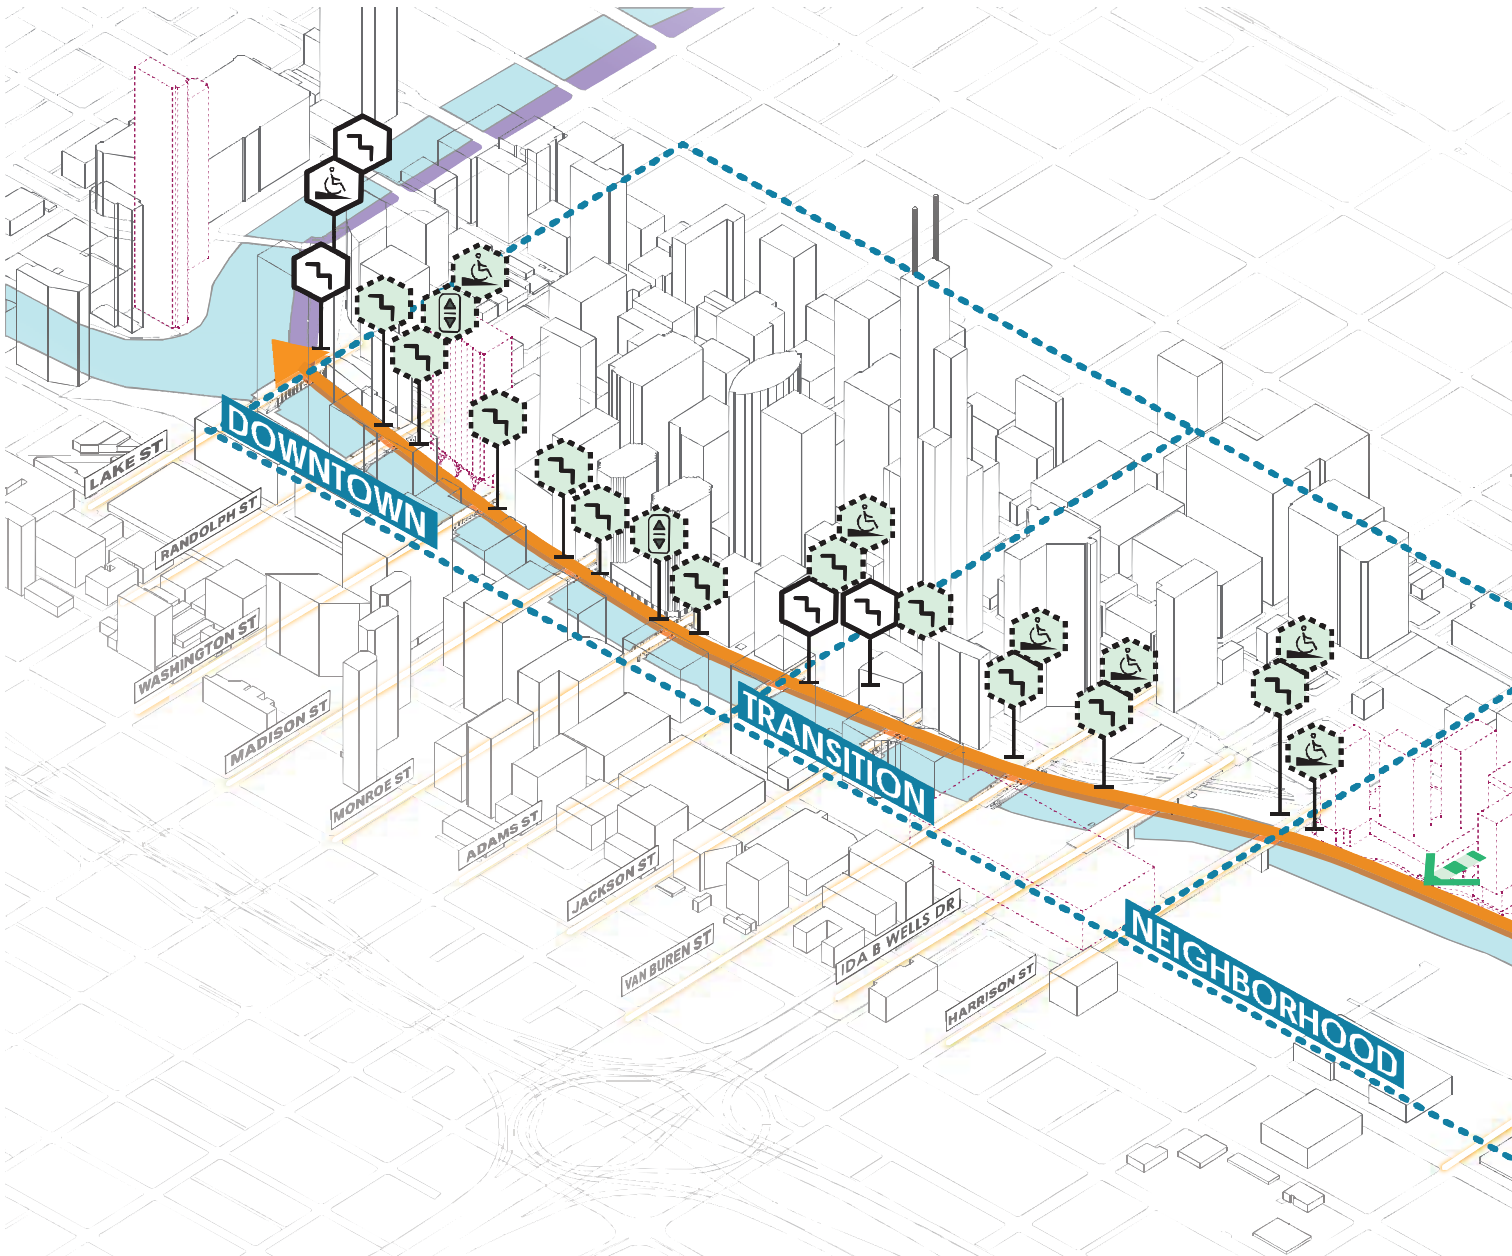 DOWNTOWN
LAKE ST
RANDOLPH ST
WASHINGTON ST
MADISON ST
MONROE ST
ADAMS ST
JACKSON ST
VAN BUREN ST
TRANSITION
IDA B WELLS DR
HARRISON ST
NEIGHBORHOOD